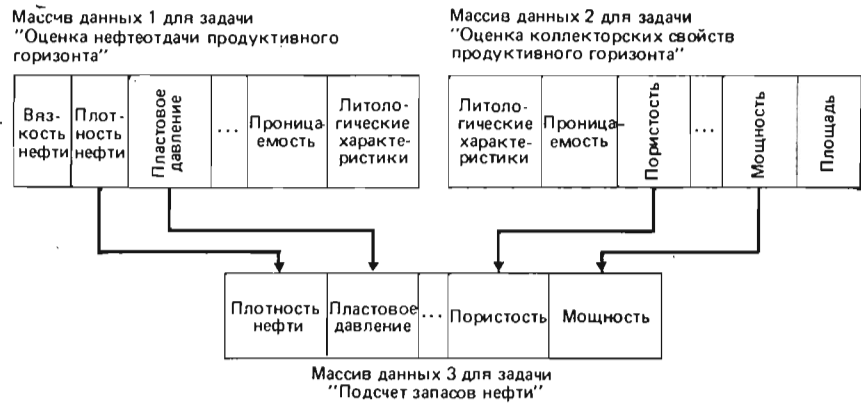 Массив данных 1 для задачи
"Оценка нефтеотдачи продуктивного
горизонта"
Массив данных 2 для задачи
"Оценка коллекторских свойств
продуктивного горизонта"
Вяз-
кость
нефти
Плот-
ность
нефти
Пластовое
давление
...
Проница-
емость
Литоло-
гические
характе-
ристики
Литоло-
гические
характе-
ристики
Проница-
емость
Пористость
...
Мощность
Площадь
Плотность
нефти
Пластовое
давление
...
Пористость
Мощность
Массив данных 3 для задачи
"Подсчет запасов нефти"